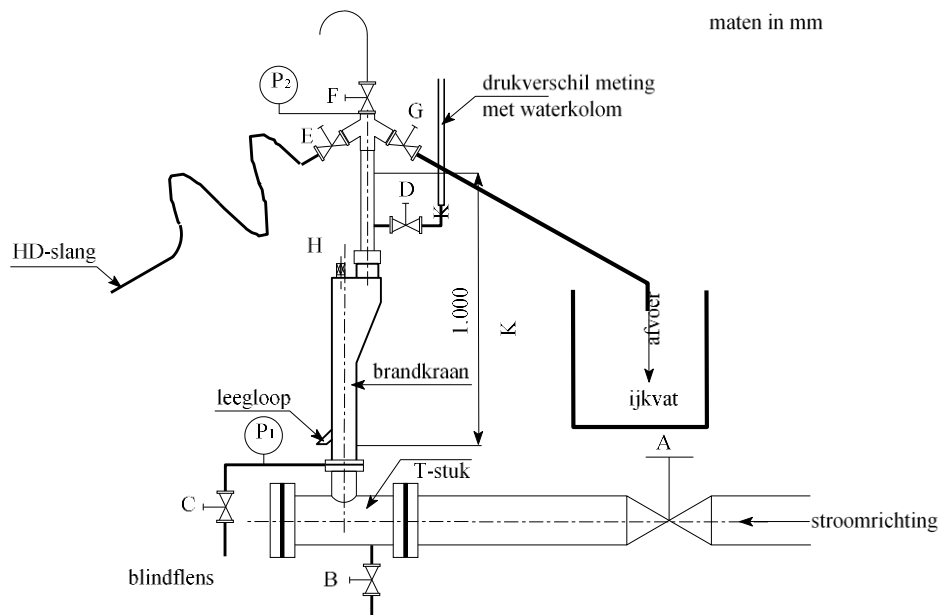 maten in mm
P2
F
drukverschil meting
met waterkolom
G
E
D
H
HD-slang
1.000
K
afvoer
brandkraan
ijkvat
leegloop
P1
A
T-stuk
C
stroomrichting
blindflens
B